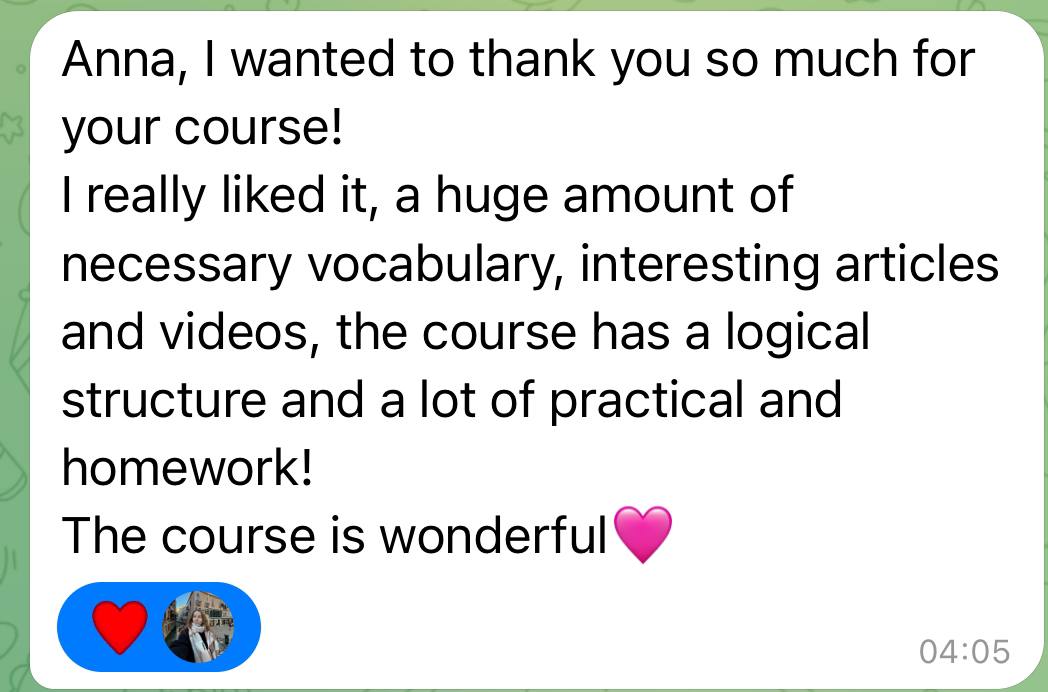 Anna, I wanted to thank you so much for
your course!
I really liked it, a huge amount of
necessary vocabulary, interesting articles
and videos, the course has a logical
structure and a lot of practical and
homework!
The course is wonderful🩷
04:05